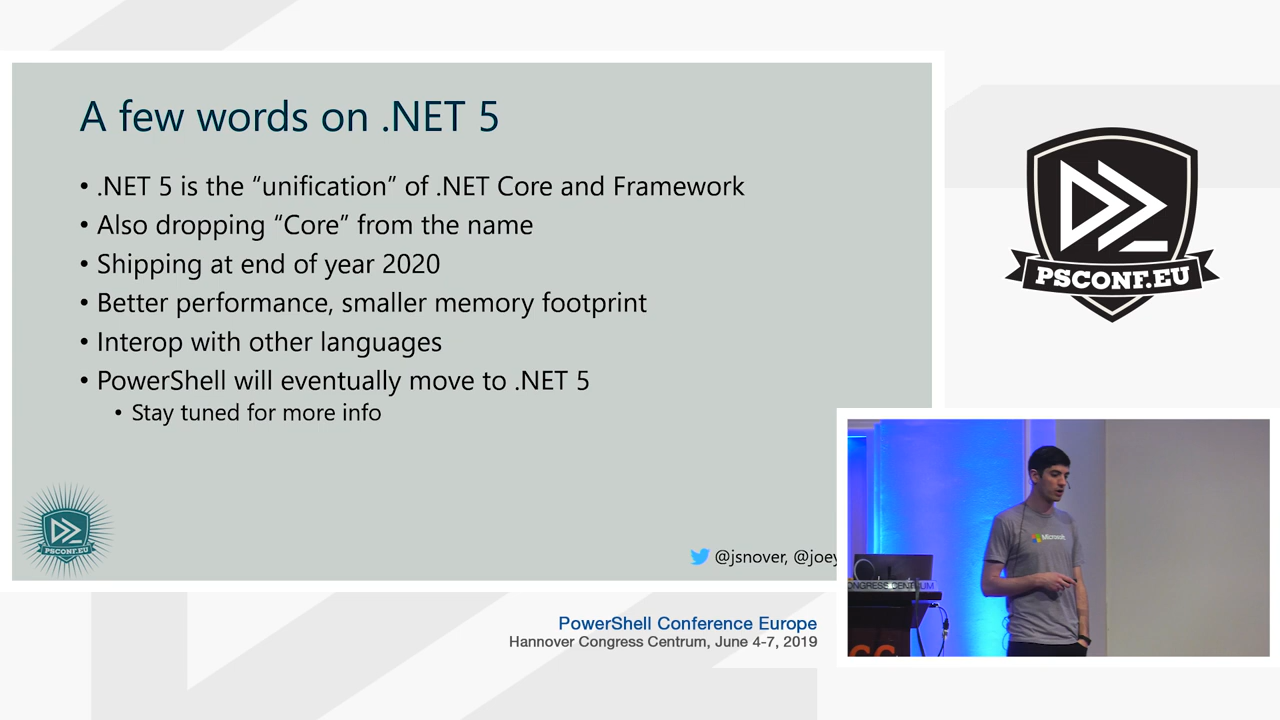 A few words on .NET 5
• .NET 5 is the “unification” of .NET Core and Framework
• Also dropping “Core” from the name
• Shipping at end of year 2020
• Better performance, smaller memory footprint
• Interop with other languages
• PowerShell will eventually move to .NET 5
• Stay tuned for more info
PSCONF.EU
@jsnover, @joey
PSCONF.EU
Microsoft
CONGRESS CENTRUM
PowerShell Conference Europe
Hannover Congress Centrum, June 4-7, 2019